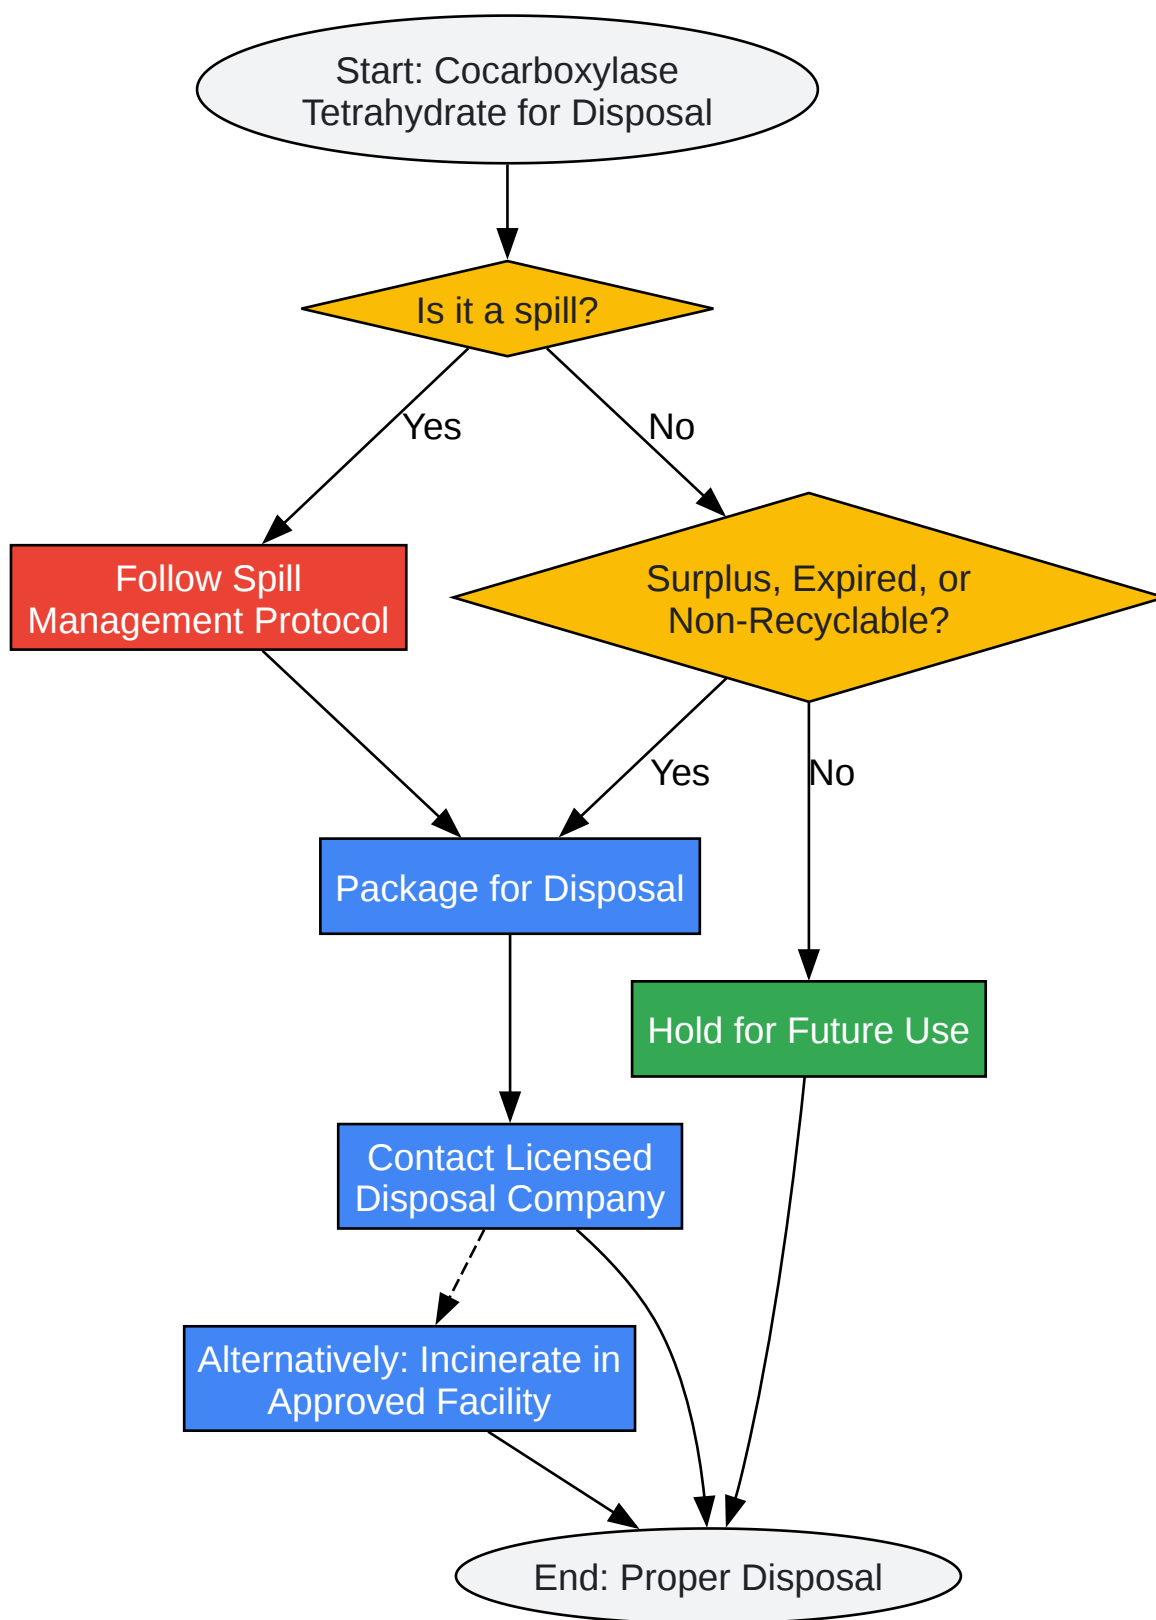 Start: Cocarboxylase
Tetrahydrate for Disposal
Is it a spill?
Yes
No
Follow Spill
Management Protocol
Surplus, Expired, or
Non-Recyclable?
Yes
No
Package for Disposal
Hold for Future Use
Contact Licensed
Disposal Company
Alternatively: Incinerate in
Approved Facility
End: Proper Disposal